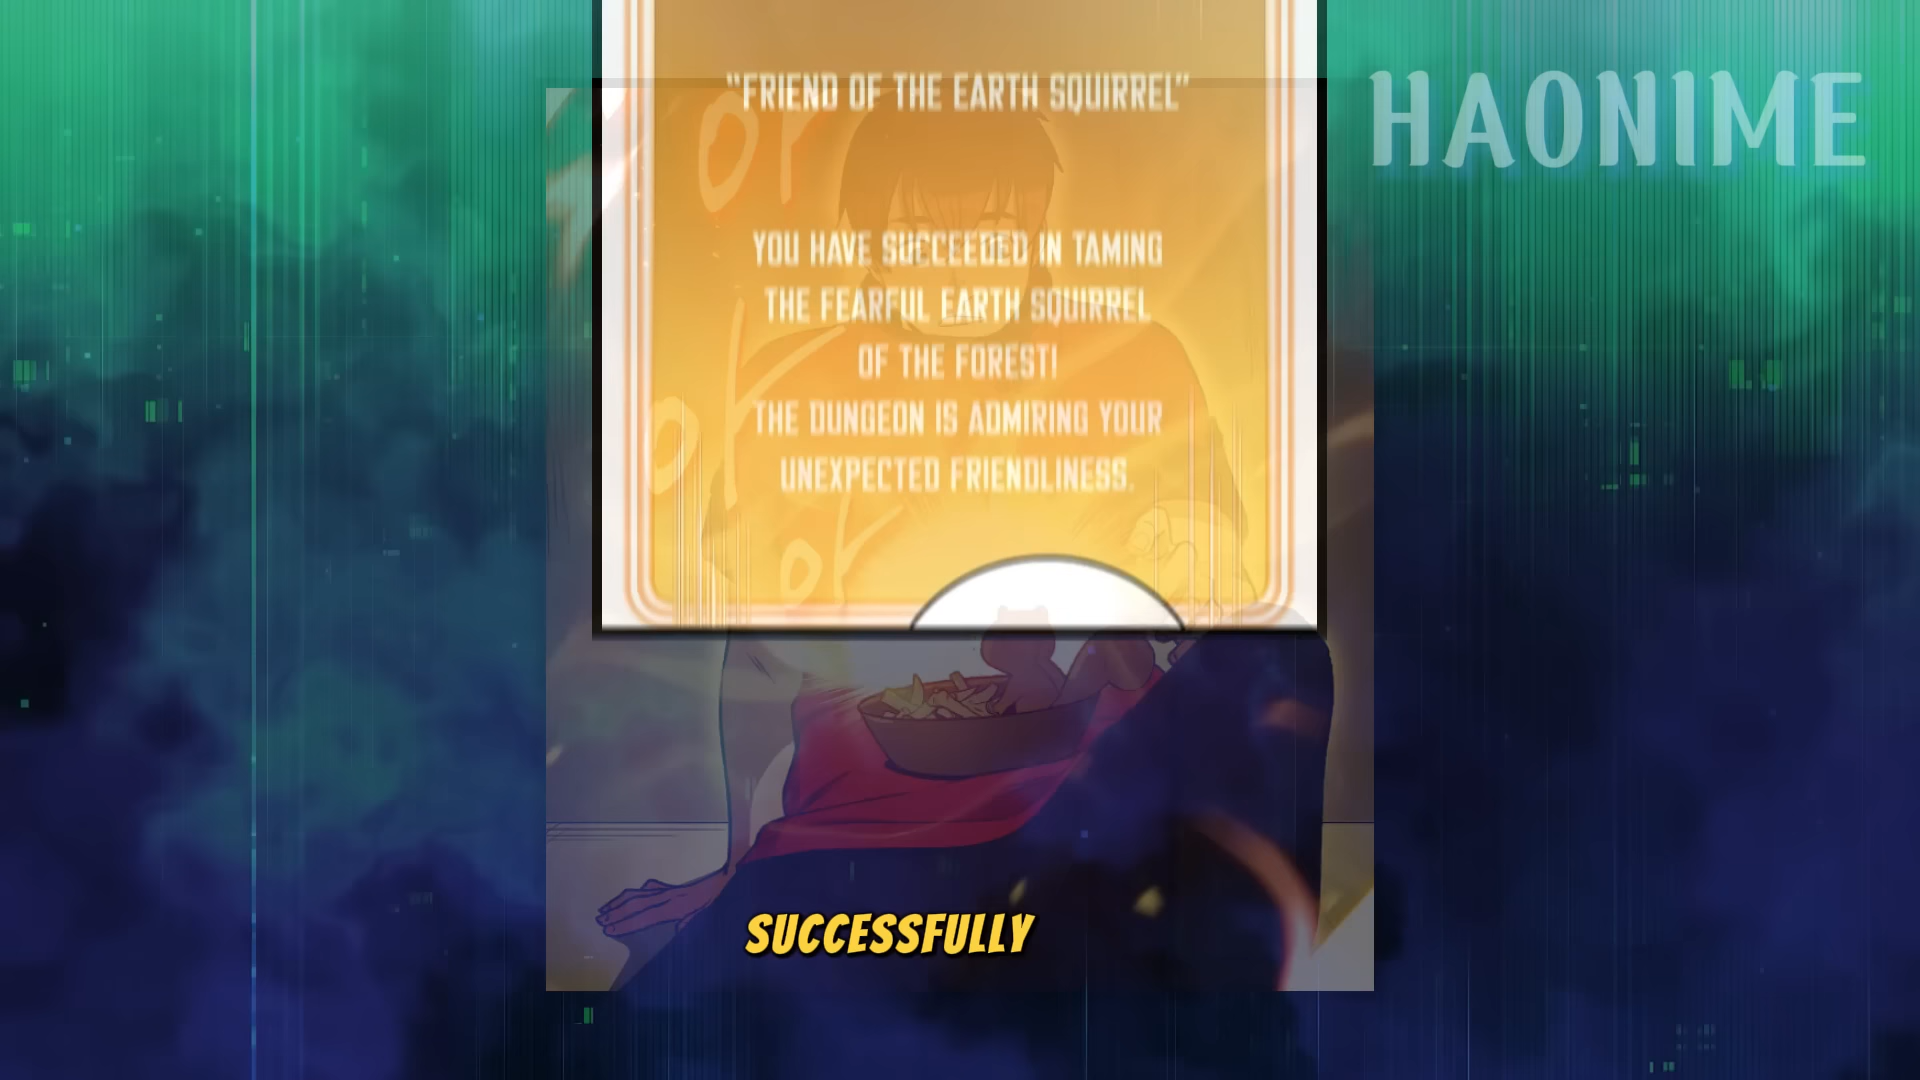 HAONIME
"FRIEND OF THE EARTH SQUIRREL"
YOU HAVE SUCCEEDED IN TAMING
THE FEARFUL EARTH SQUIRREL
OF THE FOREST!
THE DUNGEON IS ADMIRING YOUR
UNEXPECTED FRIENDLINESS.
SUCCESSFULLY